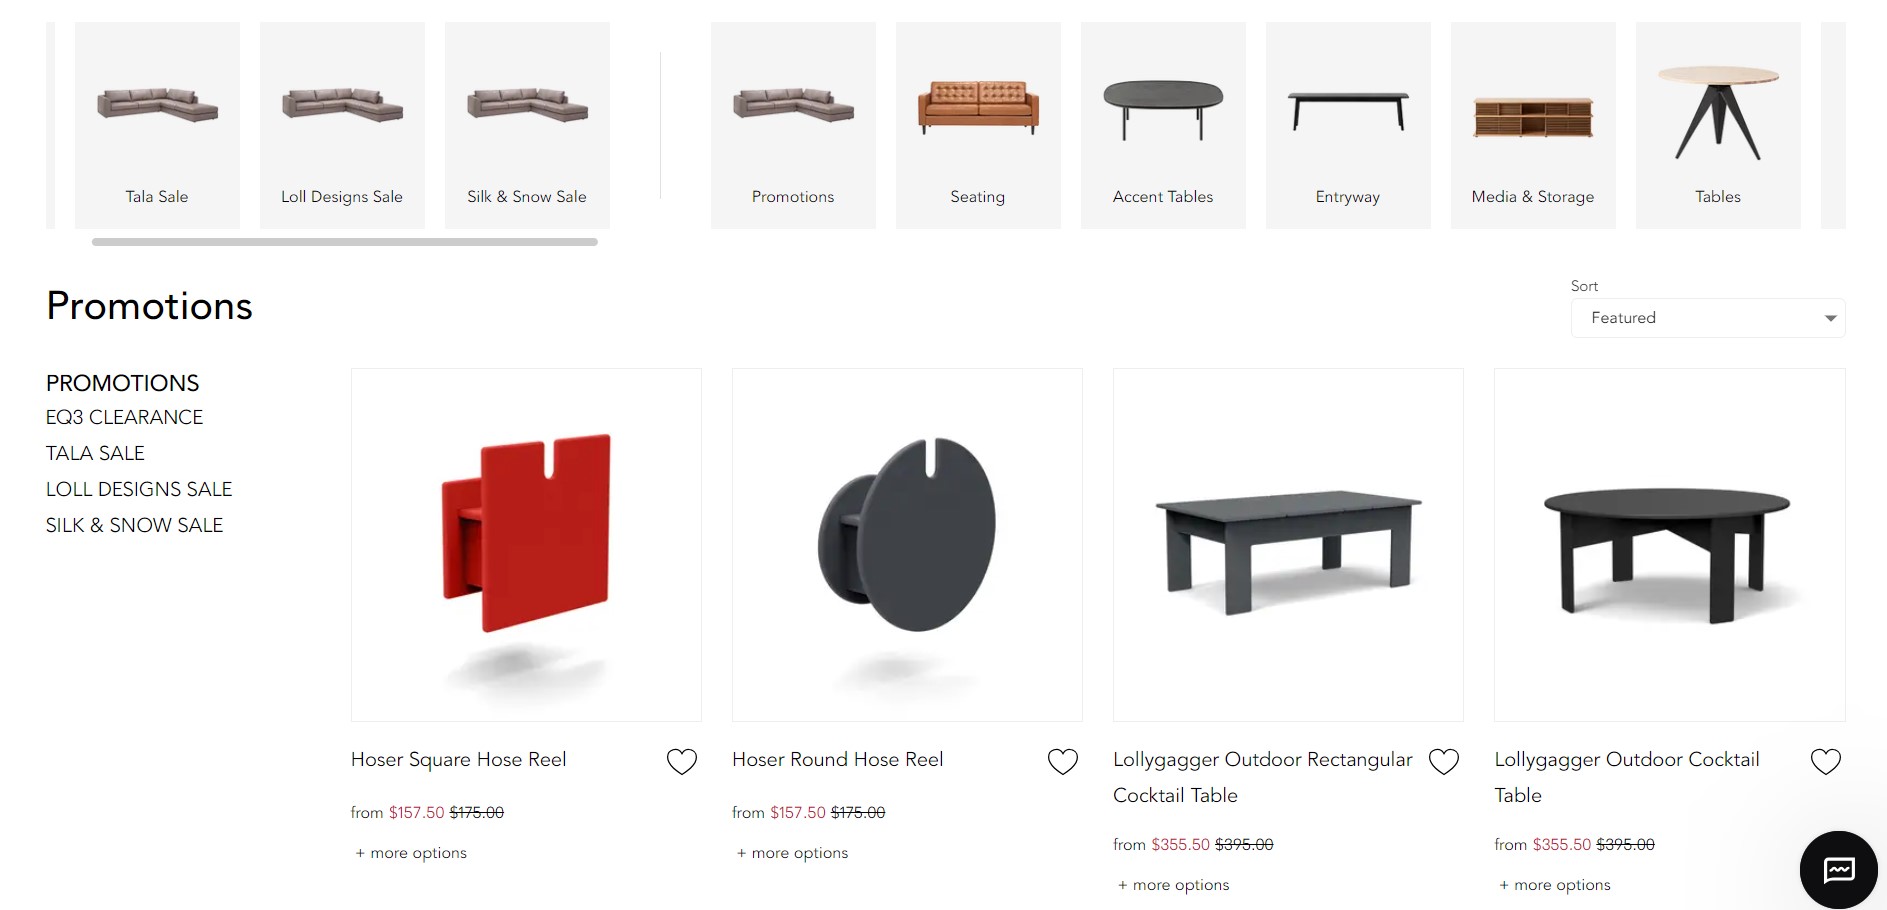 Tala Sale
Loll Designs Sale
Silk & Snow Sale
Promotions
Seating
Accent Tables
Entryway
Media & Storage
Tables
Promotions
Sort
Featured
PROMOTIONS
EQ3 CLEARANCE
TALA SALE
LOLL DESIGNS SALE
SILK & SNOW SALE
Hoser Square Hose Reel
from $157.50 $175.00
+ more options
Hoser Round Hose Reel
from $157.50 $175.00
+ more options
Lollygagger Outdoor Rectangular
Cocktail Table
from $355.50 $395.00
+ more options
Lollygagger Outdoor Cocktail
Table
from $355.50 $395.00
+ more options